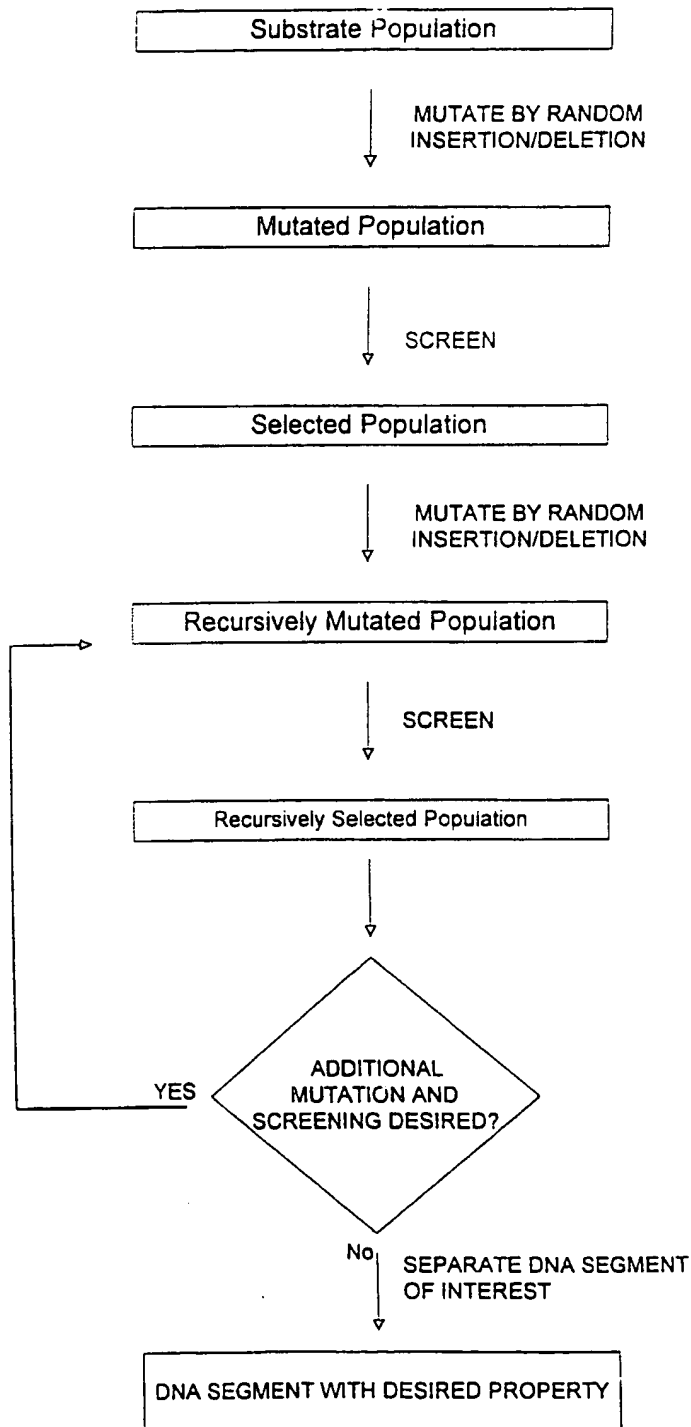 Substrate Population
MUTATE BY RANDOM
INSERTION/DELETION
Mutated Population
SCREEN
Selected Population
MUTATE BY RANDOM
INSERTION/DELETION
Recursively Mutated Population
SCREEN
Recursively Selected Population
ADDITIONAL
MUTATION AND
SCREENING DESIRED?
YES
No
SEPARATE DNA SEGMENT
OF INTEREST
DNA SEGMENT WITH DESIRED PROPERTY